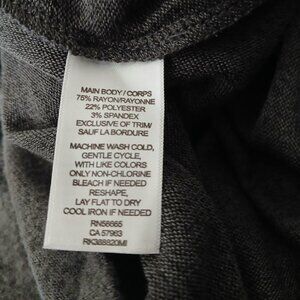 MAIN BODY / CORPS
75% RAYON/RAYONNE
22% POLYESTER
3% SPANDEX
EXCLUSIVE OF TRIM/
SAUF LA BORDURE
MACHINE WASH COLD,
GENTLE CYCLE,
WITH LIKE COLORS
ONLY NON-CHLORINE
BLEACH IF NEEDED
RESHAPE,
LAY FLAT TO DRY
COOL IRON IF NEEDED
RN56665
CA 57963
RK388820MI